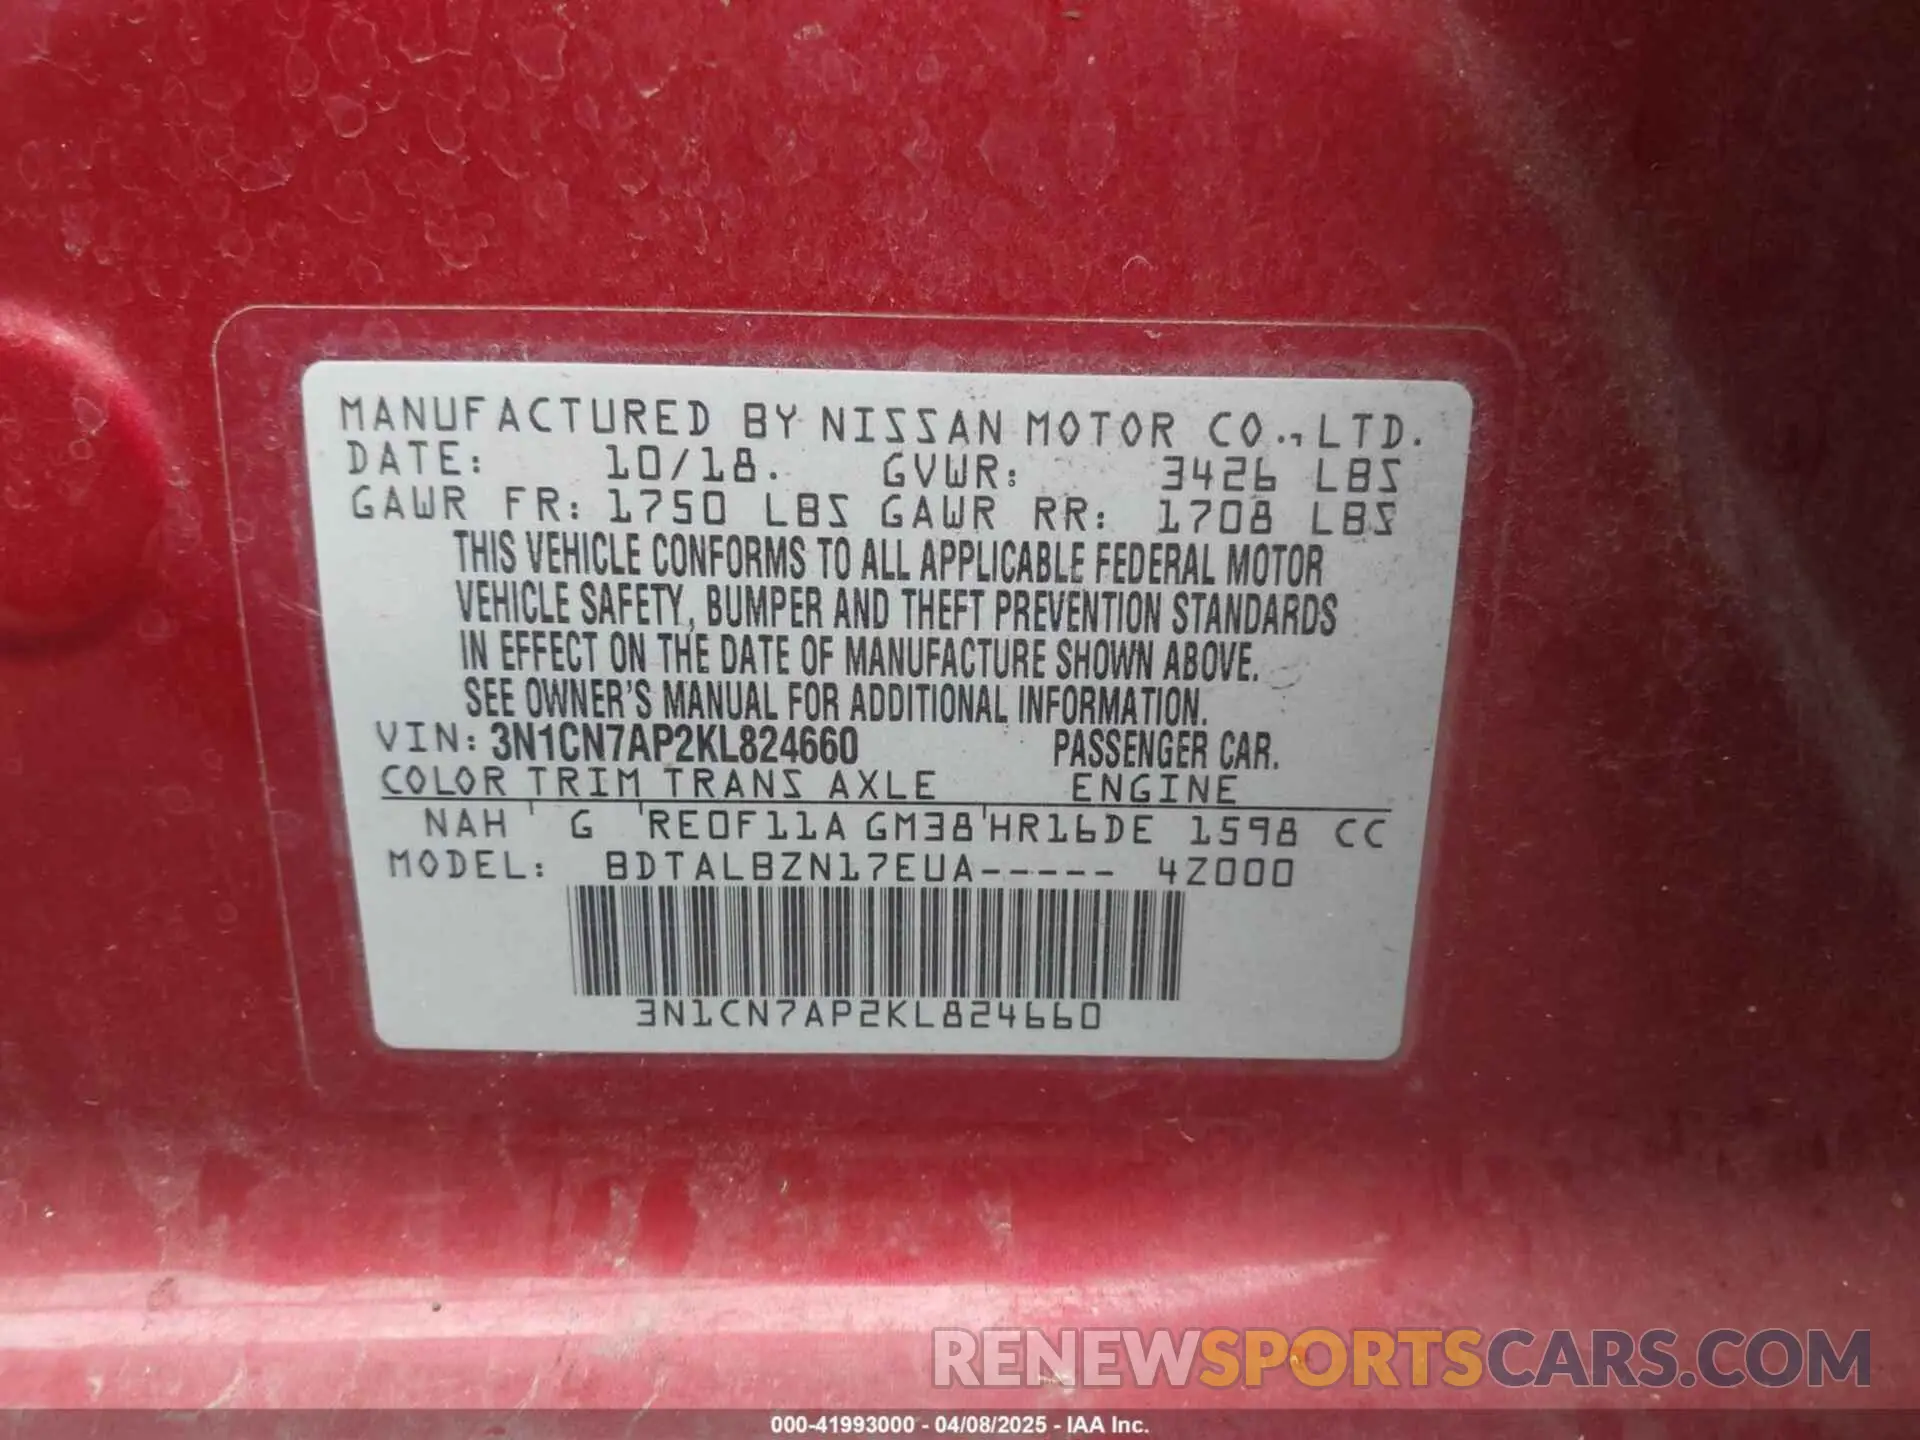 MANUFACTURED BY NISSAN MOTOR CO., LTD.
DATE: 10/18. GVWR: 3426 LBS
GAWR FR: 1750 LBS GAWR RR: 1708 LBS
THIS VEHICLE CONFORMS TO ALL APPLICABLE FEDERAL MOTOR
VEHICLE SAFETY, BUMPER AND THEFT PREVENTION STANDARDS
IN EFFECT ON THE DATE OF MANUFACTURE SHOWN ABOVE.
SEE OWNER'S MANUAL FOR ADDITIONAL INFORMATION.
VIN: 3N1CN7AP2KL824660 PASSENGER CAR.
COLOR TRIM TRANS AXLE ENGINE
NAH G RE0F11A GM38 HR16DE 1598 CC
MODEL: BDTALBZN17EUA----- 4Z000
3N1CN7AP2KL824660
RENEWSPORTSCARS.COM
000-41993000 - 04/08/2025 - IAA Inc.